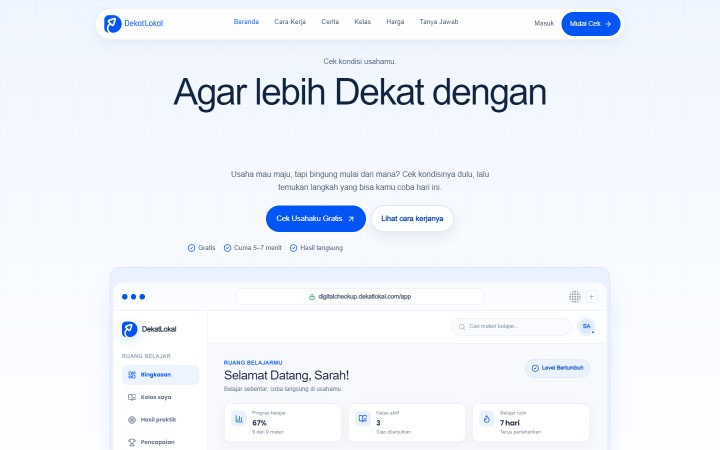 DekatLokal
Beranda
Cara Kerja
Cerita
Kelas
Harga
Tanya Jawab
Masuk
Mulai Cek
Cek kondisi usahamu.
Agar lebih Dekat dengan
Usaha mau maju, tapi bingung mulai dari mana? Cek kondisinya dulu, lalu
temukan langkah yang bisa kamu coba hari ini.
Cek Usahaku Gratis
Lihat cara kerjanya
Gratis
Cuma 5–7 menit
Hasil langsung
digitalcheckup.dekatlokal.com/app
DekatLokal
Cari materi belajar...
SA
RUANG BELAJAR
Ringkasan
Kelas saya
Hasil praktik
Pencapaian
RUANG BELAJARMU
Selamat Datang, Sarah!
Belajar sebentar, coba langsung di usahamu.
Level Bertumbuh
Progres belajar
67%
6 dari 9 materi
Kelas aktif
3
Siap dilanjutkan
Belajar rutin
7 hari
Terus pertahankan